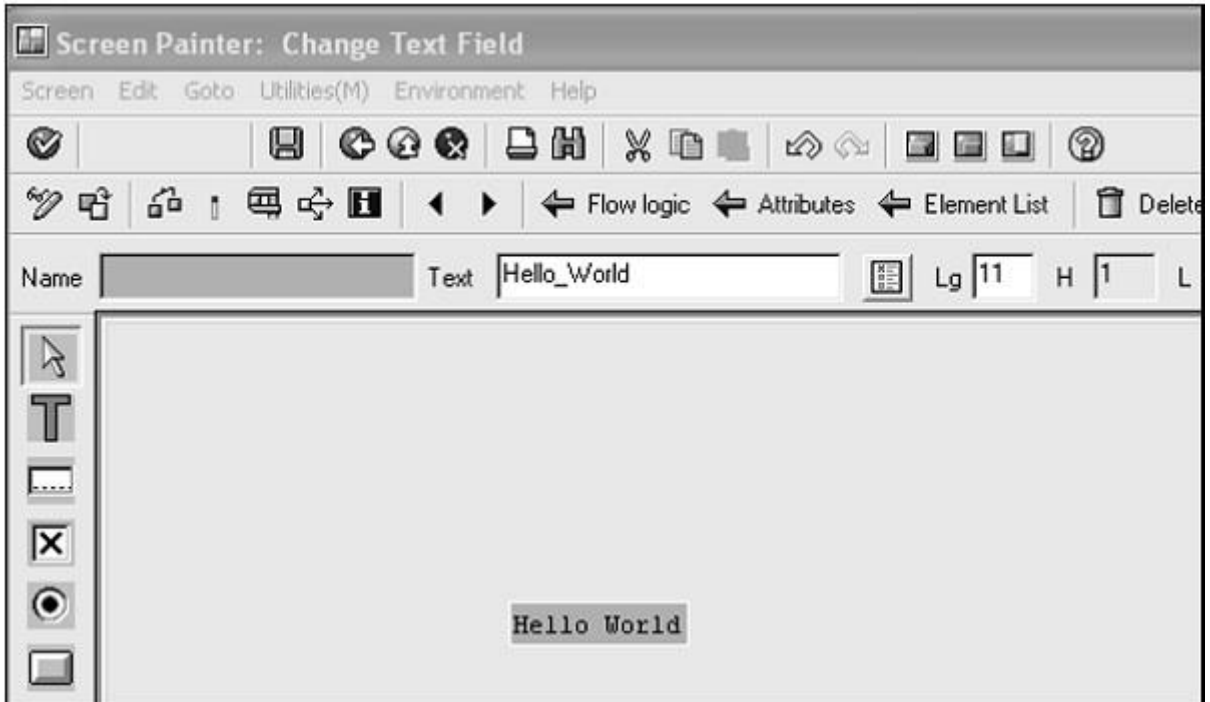 Screen Painter: Change Text Field
Screen Edit Goto Utilities(M) Environment Help
Flow logic Attributes Element List Delete
Name Text Hello_World Lg 11 H 1 L
Hello World